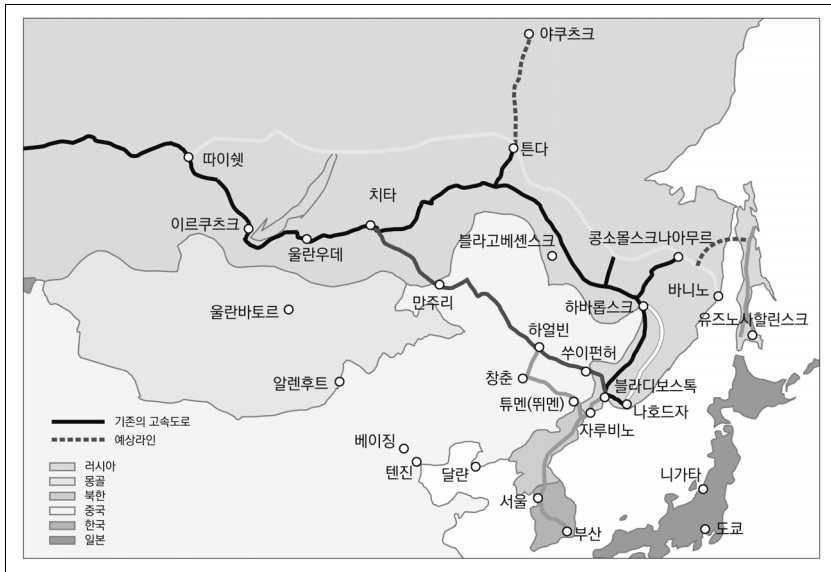 야쿠츠크
튼다
따이쉣
치타
이르쿠츠크
울란우데
블라고베셴스크
콩소몰스크나아무르
바니노
만주리
하바롭스크
울란바토르
유즈노사할린스크
하얼빈
쑤이펀허
창춘
블라디보스톡
알렌후트
튜멘(뛰멘)
나호드자
자루비노
기존의 고속도로
예상라인
베이징
텐진
달랸
니가타
러시아
몽골
북한
중국
한국
일본
서울
부산
도쿄